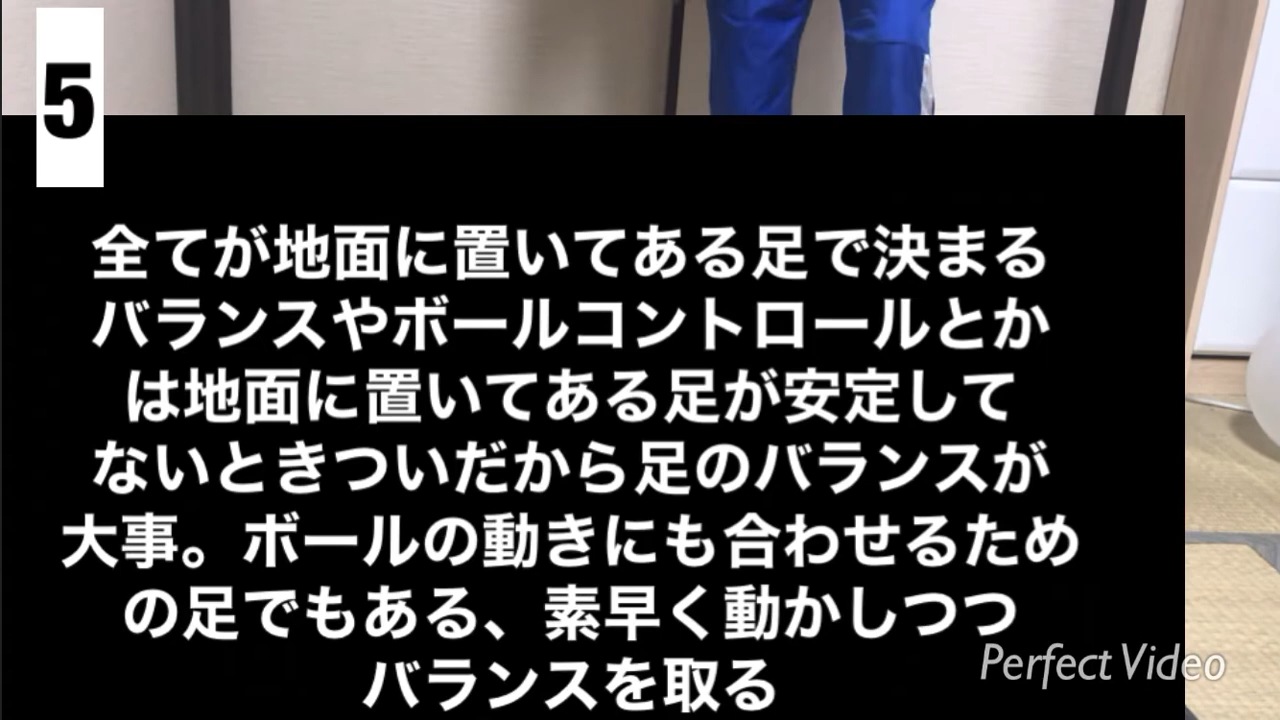 5
全てが地面に置いてある足で決まる
バランスやボールコントロールとか
は地面に置いてある足が安定して
ないときついだから足のバランスが
大事。ボールの動きにも合わせるため
の足でもある、素早く動かしつつ
バランスを取る
Perfect Video